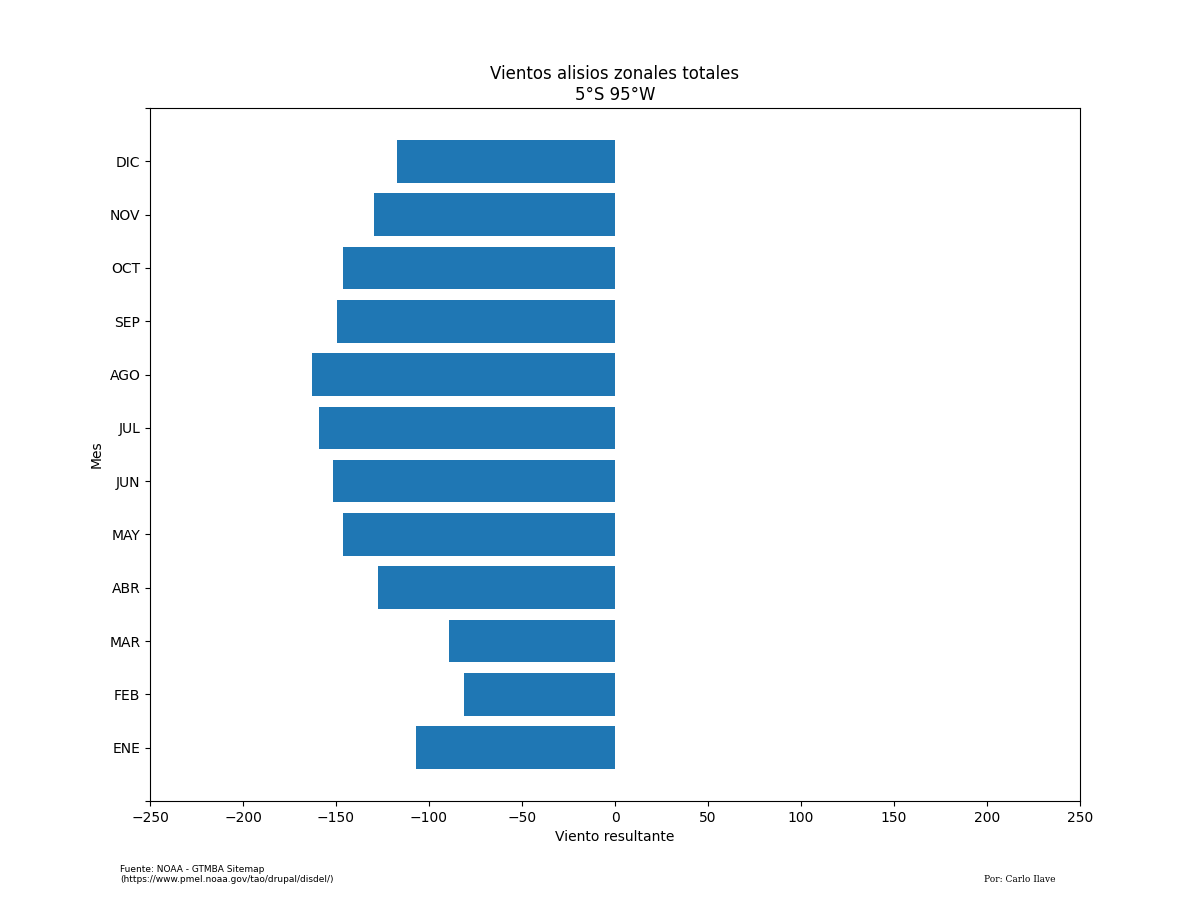 Vientos alisios zonales totales
5°S 95°W
DIC
NOV
OCT
SEP
AGO
JUL
JUN
MAY
ABR
MAR
FEB
ENE
Mes
−250 −200 −150 −100 −50 0 50 100 150 200 250
Viento resultante
Fuente: NOAA - GTMBA Sitemap
(https://www.pmel.noaa.gov/tao/drupal/disdel/)
Por: Carlo Ilave